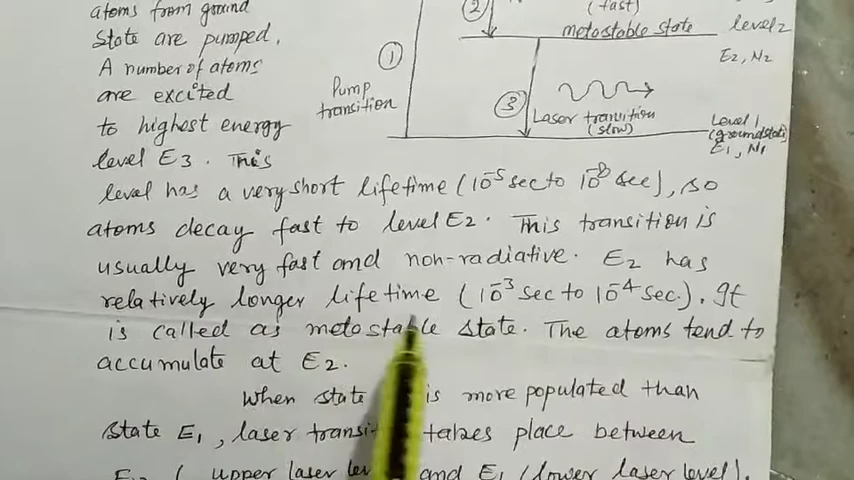 atoms from ground
State are pumped.
A number of atoms
are excited
to highest energy
level E3. This
level has a very short lifetime (10⁻⁵ sec to 10⁻⁸ sec), so
atoms decay fast to level E2. This transition is
usually very fast and non-radiative. E2 has
relatively longer lifetime (10⁻³ sec to 10⁻⁴ sec.). It
is called as metastable state. The atoms tend to
accumulate at E2.
When state is more populated than
State E1, laser takes place between
(upper laser and E1 (lower laser level).
② (fast)
metastable state level 2
E2, N2
①
Pump
transition
③ Laser transition
(slow)
Level 1
(ground state)
E1, N1